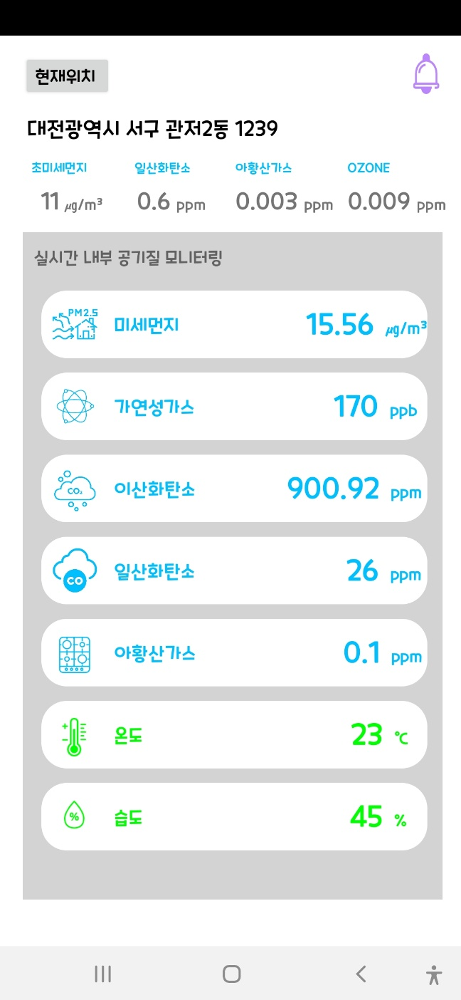 현재위치
대전광역시 서구 관저2동 1239
초미세먼지 일산화탄소 아황산가스 OZONE
11 ㎍/m³ 0.6 ppm 0.003 ppm 0.009 ppm
실시간 내부 공기질 모니터링
PM2.5 미세먼지 15.56 ㎍/m³
가연성가스 170 ppb
CO₂ 이산화탄소 900.92 ppm
CO 일산화탄소 26 ppm
아황산가스 0.1 ppm
온도 23 ℃
% 습도 45 %